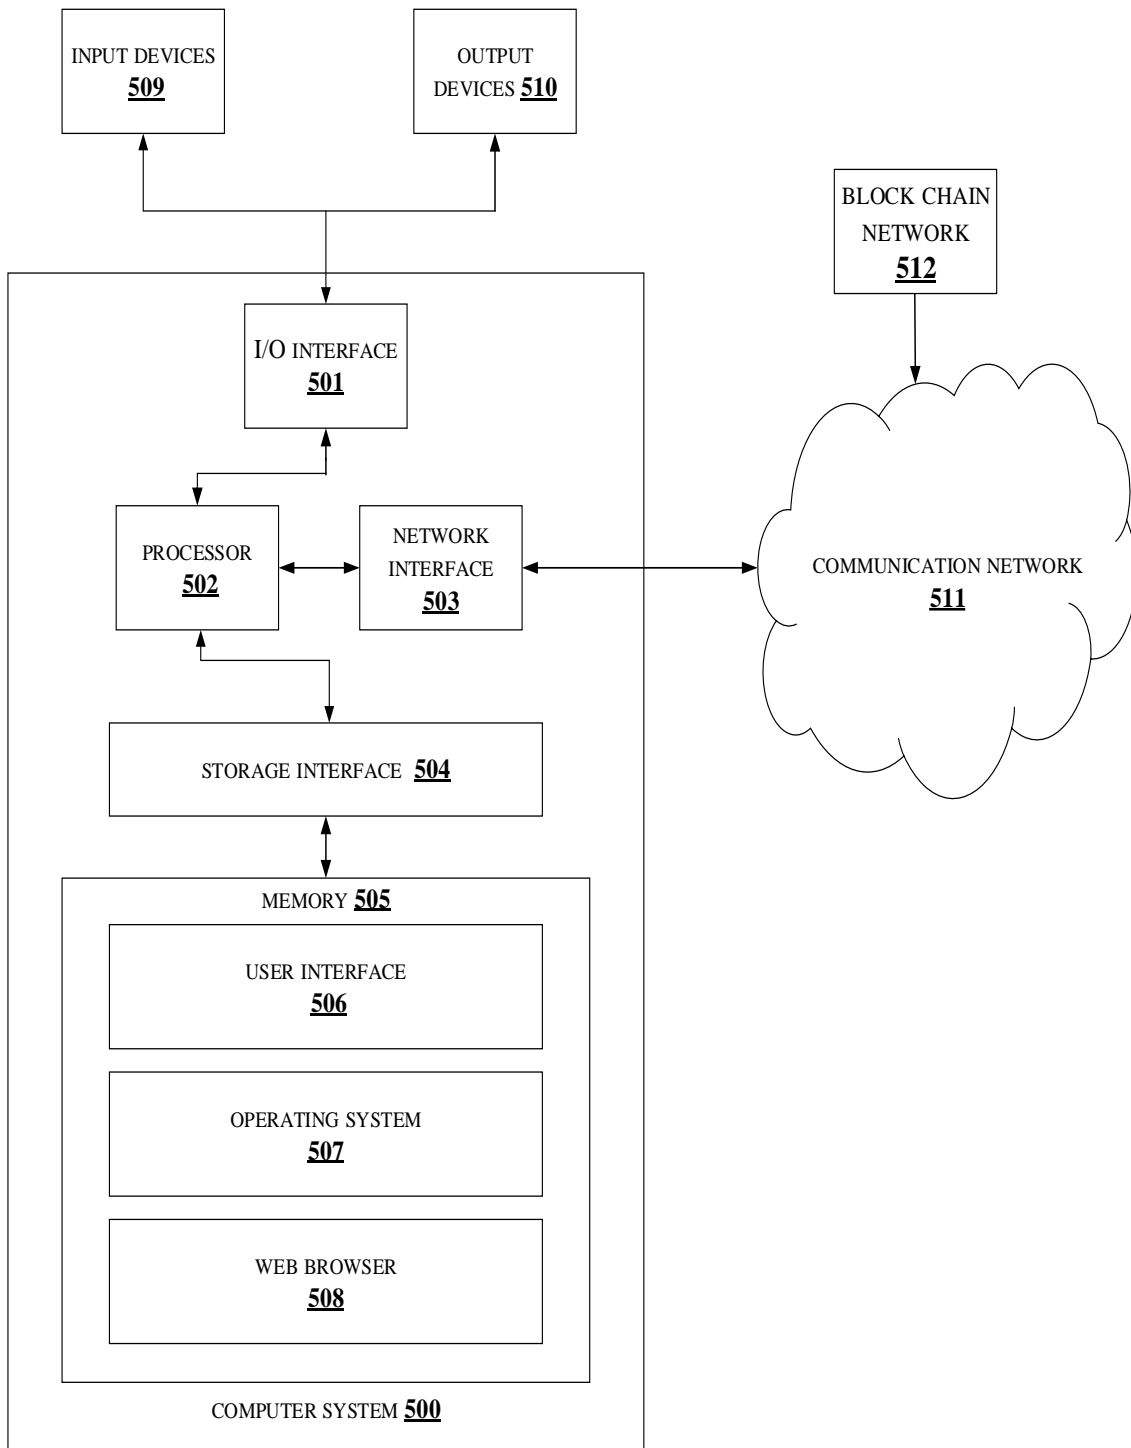 INPUT DEVICES
509
OUTPUT
DEVICES 510
BLOCK CHAIN
NETWORK
512
I/O INTERFACE
501
PROCESSOR
502
NETWORK
INTERFACE
503
COMMUNICATION NETWORK
511
STORAGE INTERFACE 504
MEMORY 505
USER INTERFACE
506
OPERATING SYSTEM
507
WEB BROWSER
508
COMPUTER SYSTEM 500